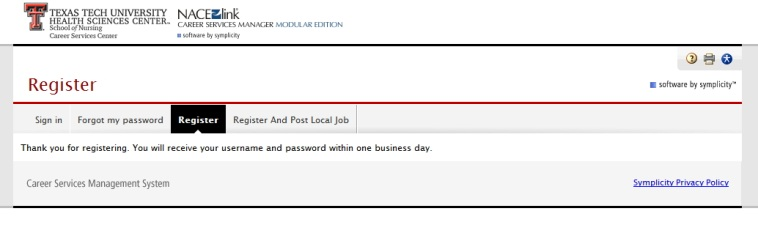 TEXAS TECH UNIVERSITY
HEALTH SCIENCES CENTER™
School of Nursing
Career Services Center
NACElink
CAREER SERVICES MANAGER MODULAR EDITION
software by symplicity
Register
software by symplicity™
Sign in Forgot my password Register Register And Post Local Job
Thank you for registering. You will receive your username and password within one business day.
Career Services Management System
Symplicity Privacy Policy